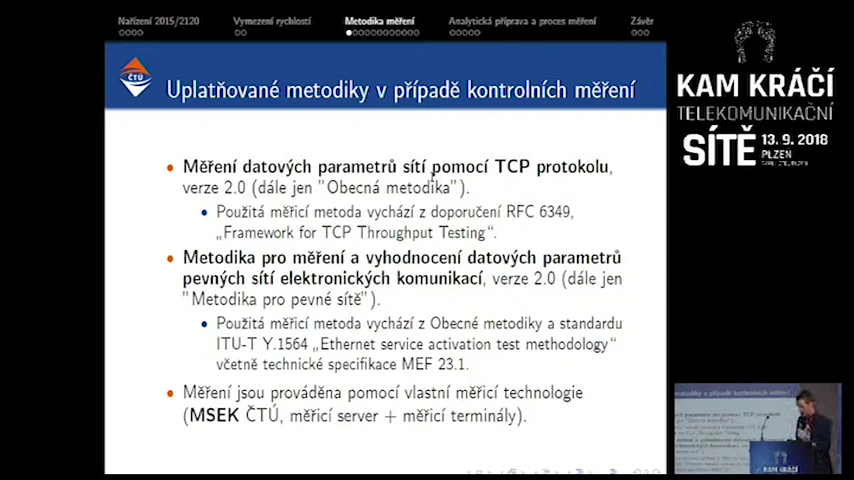 Nařízení 2015/2120
Vymezení rychlostí
Metodika měření
Analytická příprava a proces měření
Závěr
ČTÚ
Uplatňované metodiky v případě kontrolních měření
Měření datových parametrů sítí pomocí TCP protokolu,
verze 2.0 (dále jen "Obecná metodika").
Použitá měřicí metoda vychází z doporučení RFC 6349,
„Framework for TCP Throughput Testing“.
Metodika pro měření a vyhodnocení datových parametrů
pevných sítí elektronických komunikací, verze 2.0 (dále jen
"Metodika pro pevné sítě").
Použitá měřicí metoda vychází z Obecné metodiky a standardu
ITU-T Y.1564 „Ethernet service activation test methodology“
včetně technické specifikace MEF 23.1.
Měření jsou prováděna pomocí vlastní měřicí technologie
(MSEK ČTÚ, měřicí server + měřicí terminály).
KAM KRÁČÍ
TELEKOMUNIKAČNÍ
SÍTĚ
13. 9. 2018
PLZEN
KAM KRÁČÍ